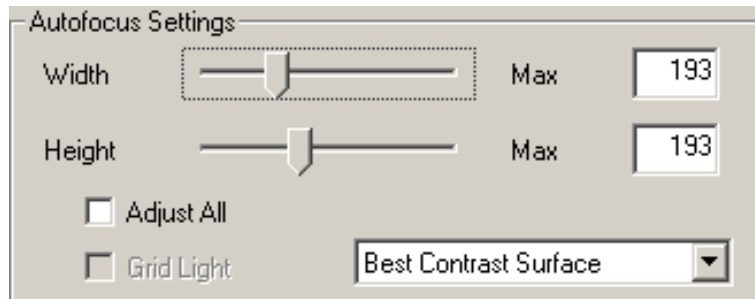 Autofocus Settings
Width Max 193
Height Max 193
Adjust All
Grid Light Best Contrast Surface